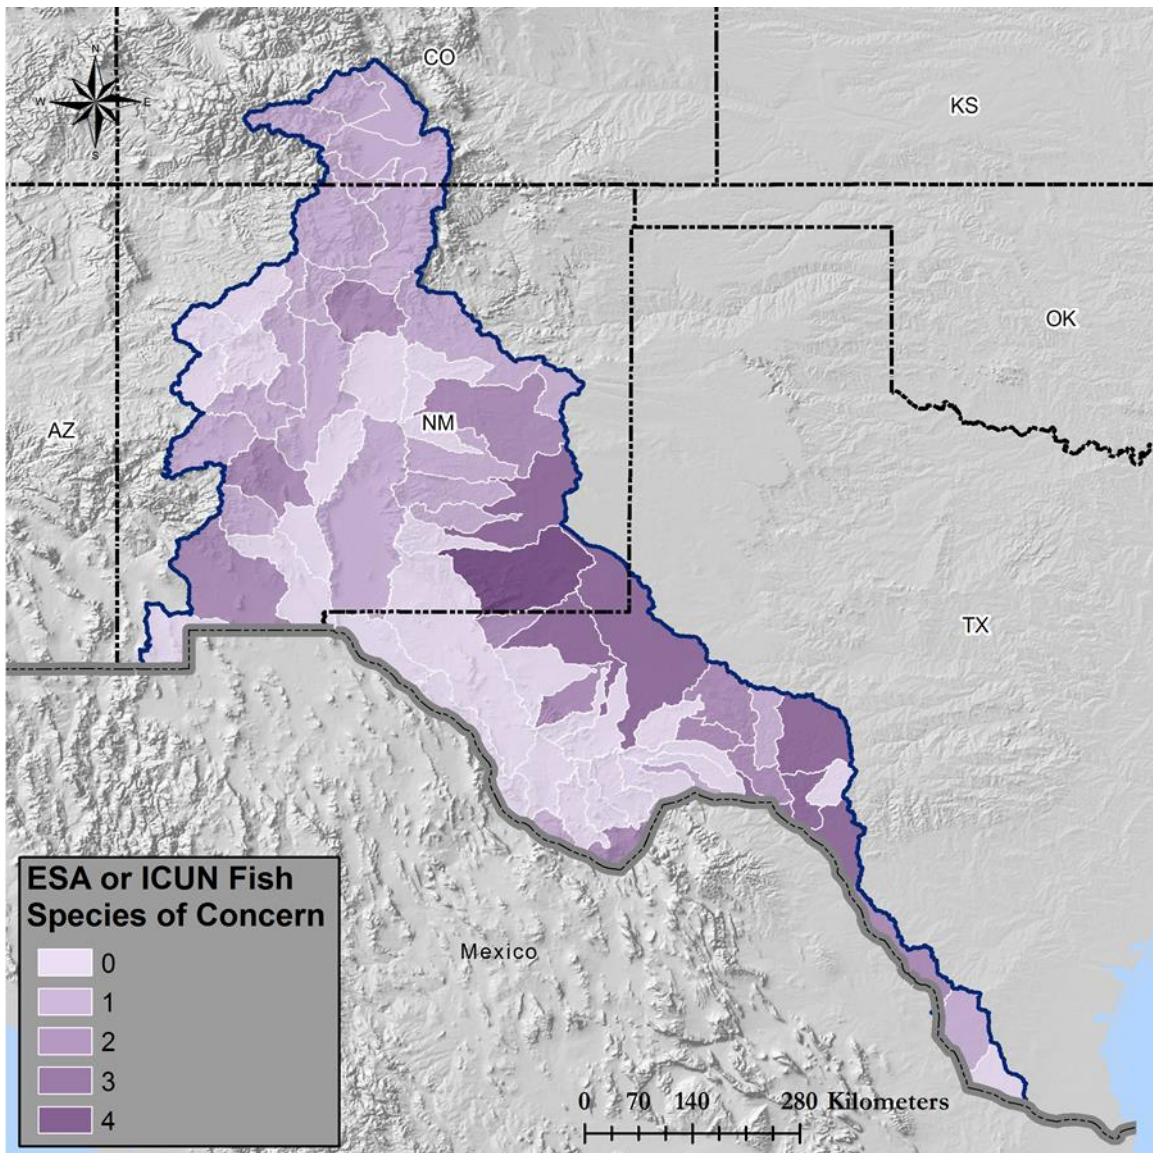 N
W E
S
CO
KS
OK
AZ
NM
TX
ESA or ICUN Fish
Species of Concern
0
1
2
3
4
Mexico
0 70 140 280 Kilometers